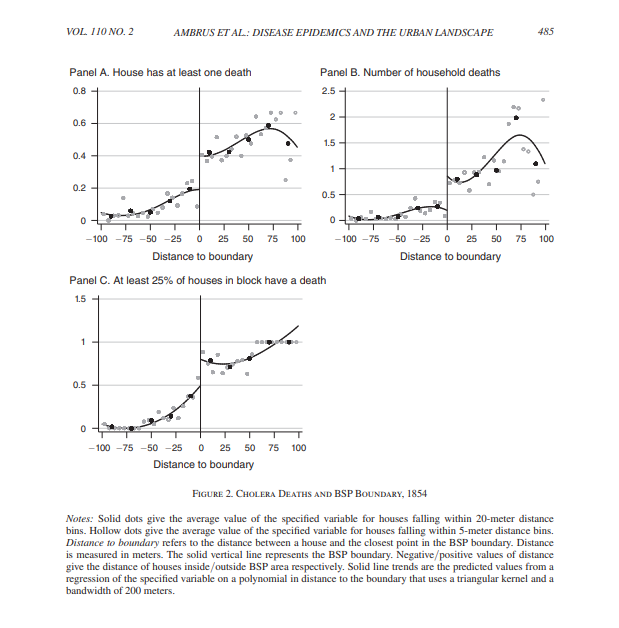 VOL. 110 NO. 2 AMBRUS ET AL.: DISEASE EPIDEMICS AND THE URBAN LANDSCAPE 485
Panel A. House has at least one death
0.8
0.6
0.4
0.2
0
−100 −75 −50 −25 0 25 50 75 100
Distance to boundary
Panel B. Number of household deaths
2.5
2
1.5
1
0.5
0
−100 −75 −50 −25 0 25 50 75 100
Distance to boundary
Panel C. At least 25% of houses in block have a death
1.5
1
0.5
0
−100 −75 −50 −25 0 25 50 75 100
Distance to boundary
Figure 2. Cholera Deaths and BSP Boundary, 1854
Notes: Solid dots give the average value of the specified variable for houses falling within 20-meter distance
bins. Hollow dots give the average value of the specified variable for houses falling within 5-meter distance bins.
Distance to boundary refers to the distance between a house and the closest point in the BSP boundary. Distance
is measured in meters. The solid vertical line represents the BSP boundary. Negative/positive values of distance
give the distance of houses inside/outside BSP area respectively. Solid line trends are the predicted values from a
regression of the specified variable on a polynomial in distance to the boundary that uses a triangular kernel and a
bandwidth of 200 meters.